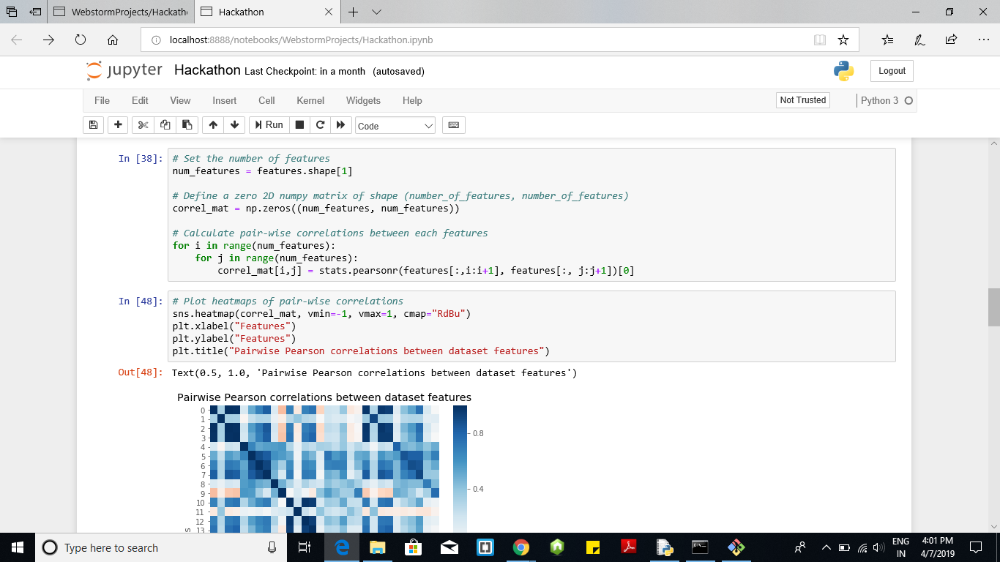 WebstormProjects/Hackath
Hackathon
localhost:8888/notebooks/WebstormProjects/Hackathon.ipynb
jupyter Hackathon Last Checkpoint: in a month (autosaved)
Logout
File Edit View Insert Cell Kernel Widgets Help
Not Trusted
Python 3
Run
Code
In [38]:
# Set the number of features
num_features = features.shape[1]
# Define a zero 2D numpy matrix of shape (number_of_features, number_of_features)
correl_mat = np.zeros((num_features, num_features))
# Calculate pair-wise correlations between each features
for i in range(num_features):
for j in range(num_features):
correl_mat[i,j] = stats.pearsonr(features[:,i:i+1], features[:, j:j+1])[0]
In [48]:
# Plot heatmaps of pair-wise correlations
sns.heatmap(correl_mat, vmin=-1, vmax=1, cmap="RdBu")
plt.xlabel("Features")
plt.ylabel("Features")
plt.title("Pairwise Pearson correlations between dataset features")
Out[48]: Text(0.5, 1.0, 'Pairwise Pearson correlations between dataset features')
Pairwise Pearson correlations between dataset features
0
1
2
3
4
5
6
7
8
9
10
11
12
13
0.8
0.4
Type here to search
ENG
IN
4:01 PM
4/7/2019